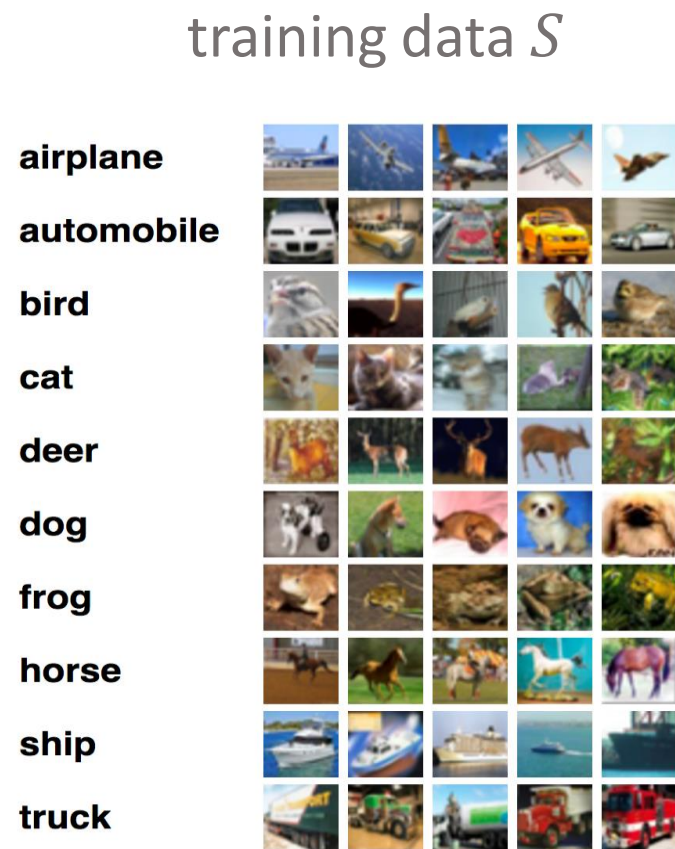 training data S
airplane
automobile
bird
cat
deer
dog
frog
horse
ship
truck